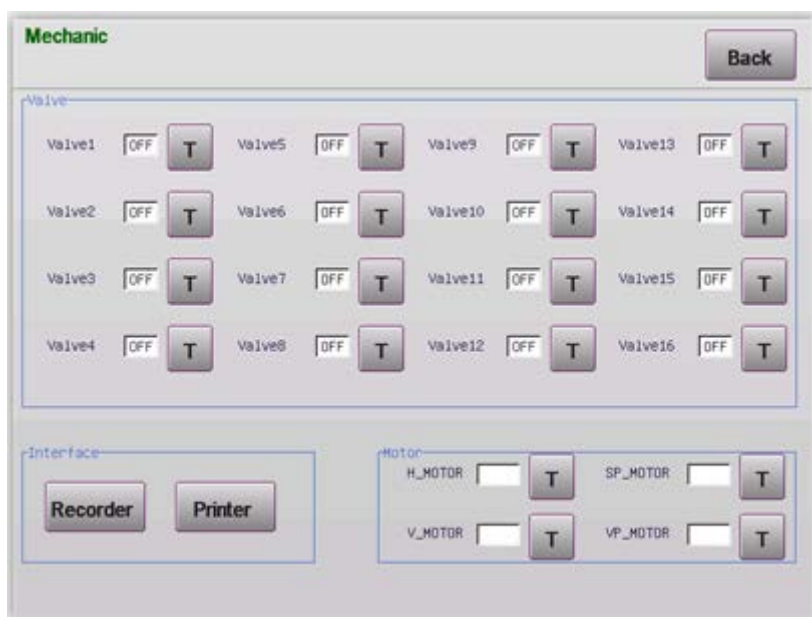 Mechanic
Back
Valve
Valve1 OFF T Valve5 OFF T Valve9 OFF T Valve13 OFF T
Valve2 OFF T Valve6 OFF T Valve10 OFF T Valve14 OFF T
Valve3 OFF T Valve7 OFF T Valve11 OFF T Valve15 OFF T
Valve4 OFF T Valve8 OFF T Valve12 OFF T Valve16 OFF T
Interface
Recorder Printer
Motor
H_MOTOR T SP_MOTOR T
V_MOTOR T VP_MOTOR T